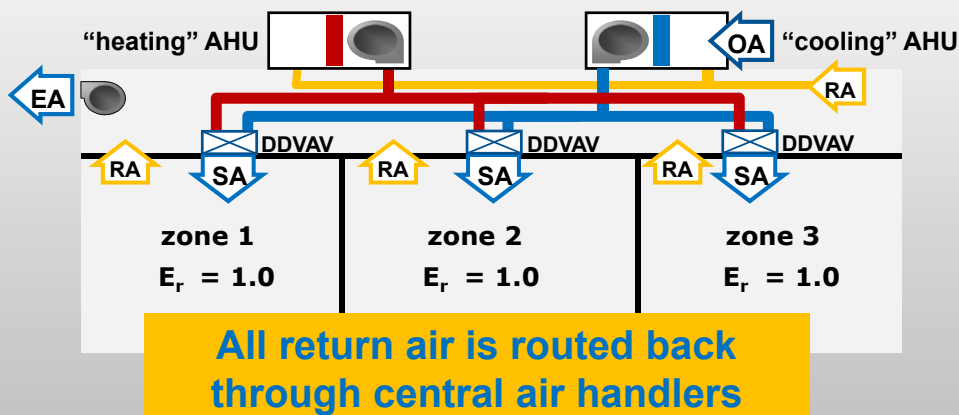 “heating” AHU
OA
“cooling” AHU
EA
RA
DDVAV
DDVAV
DDVAV
RA
SA
RA
SA
RA
SA
zone 1
zone 2
zone 3
Er = 1.0
Er = 1.0
Er = 1.0
All return air is routed back
through central air handlers